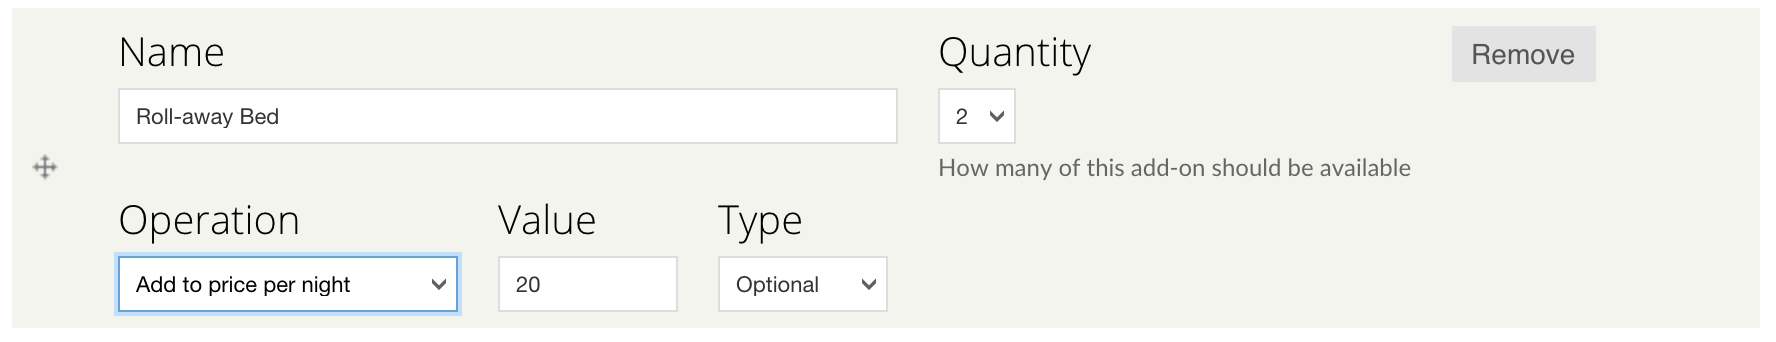 Name
Quantity
Remove
Roll-away Bed
2
How many of this add-on should be available
Operation
Value
Type
Add to price per night
20
Optional